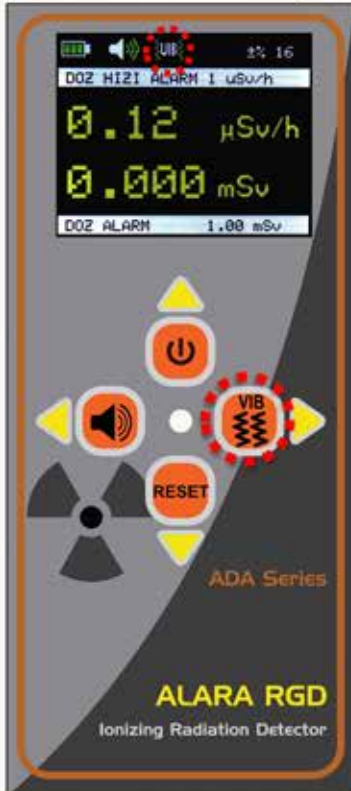 UIB ±% 16
DOZ HIZI ALARM 1 uSv/h
0.12 µSv/h
0.000 mSv
DOZ ALARM 1.00 mSv
VIB
RESET
ADA Series
ALARA RGD
Ionizing Radiation Detector